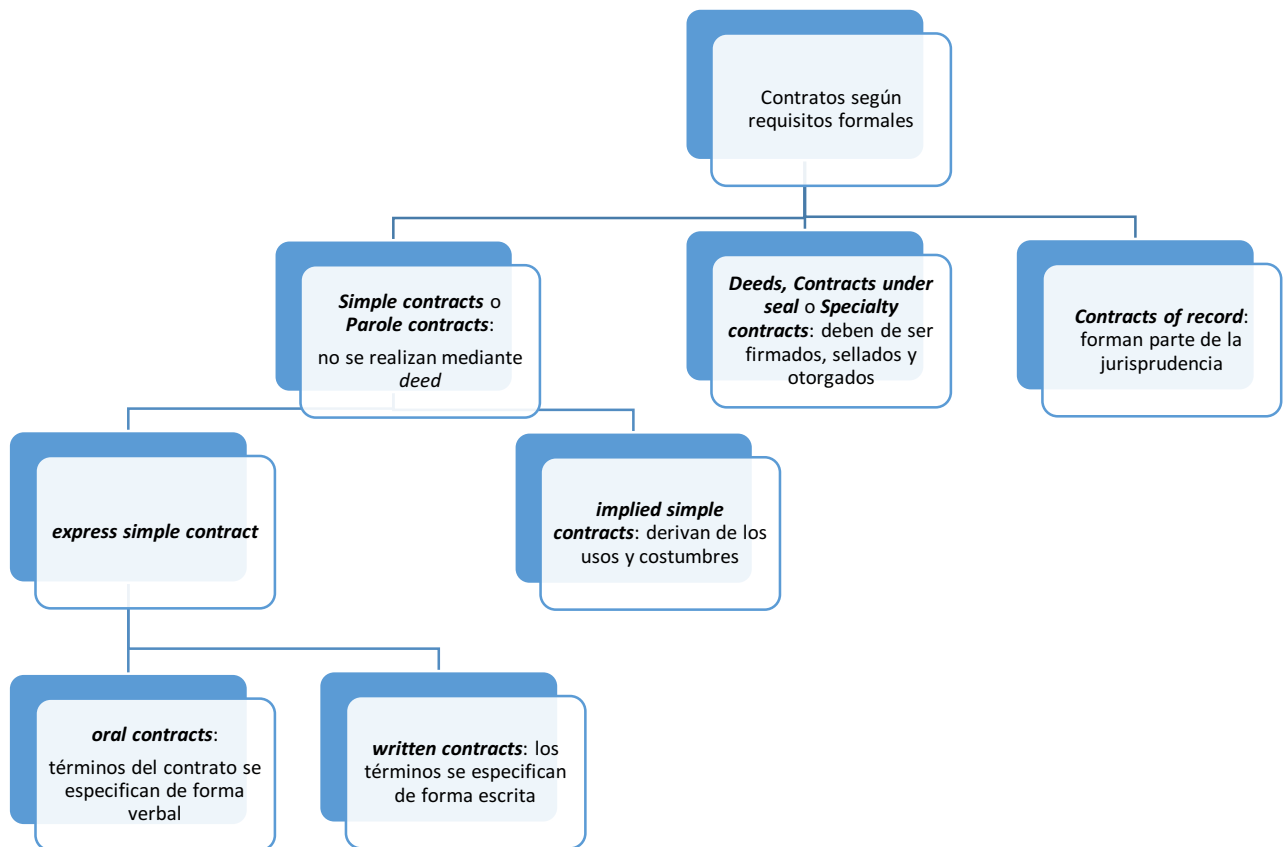 Contratos según
requisitos formales
Simple contracts o
Parole contracts:
no se realizan mediante
deed
Deeds, Contracts under
seal o Specialty
contracts: deben de ser
firmados, sellados y
otorgados
Contracts of record:
forman parte de la
jurisprudencia
express simple contract
implied simple
contracts: derivan de los
usos y costumbres
oral contracts:
términos del contrato se
especifican de forma
verbal
written contracts: los
términos se especifican
de forma escrita